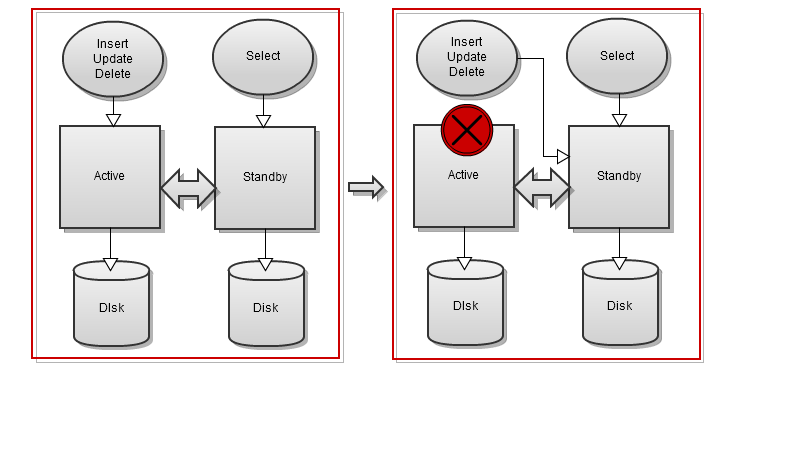 Insert
Update
Delete
Select
Active
Standby
DIsk
Disk
Insert
Update
Delete
Select
Active
Standby
DIsk
Disk